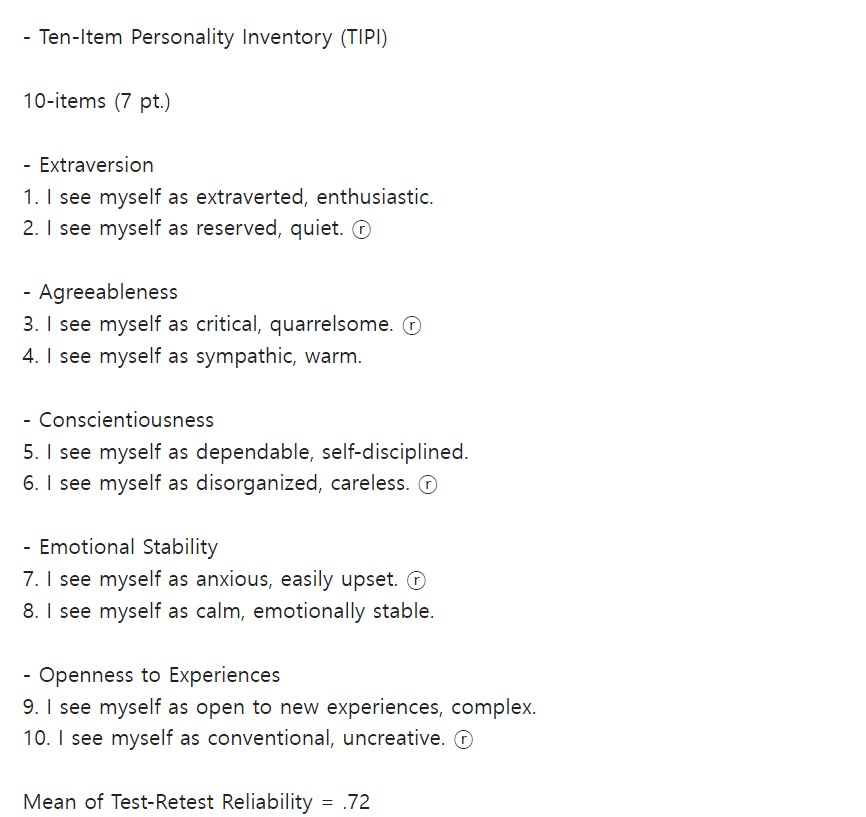 - Ten-Item Personality Inventory (TIPI)
10-items (7 pt.)
- Extraversion
1. I see myself as extraverted, enthusiastic.
2. I see myself as reserved, quiet. ⓡ
- Agreeableness
3. I see myself as critical, quarrelsome. ⓡ
4. I see myself as sympathic, warm.
- Conscientiousness
5. I see myself as dependable, self-disciplined.
6. I see myself as disorganized, careless. ⓡ
- Emotional Stability
7. I see myself as anxious, easily upset. ⓡ
8. I see myself as calm, emotionally stable.
- Openness to Experiences
9. I see myself as open to new experiences, complex.
10. I see myself as conventional, uncreative. ⓡ
Mean of Test-Retest Reliability = .72